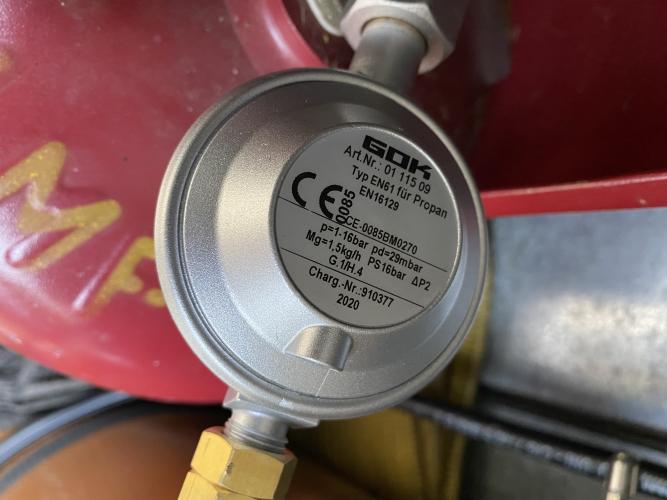 GOK
Art.Nr.: 01 115 09
Typ EN61 für Propan
EN16129
CE 0085
CE-0085BM0270
p=1-16bar pd=29mbar
Mg=1,5kg/h PS16bar ΔP2
G.1/H.4
Charg.-Nr.:910377
2020
MF